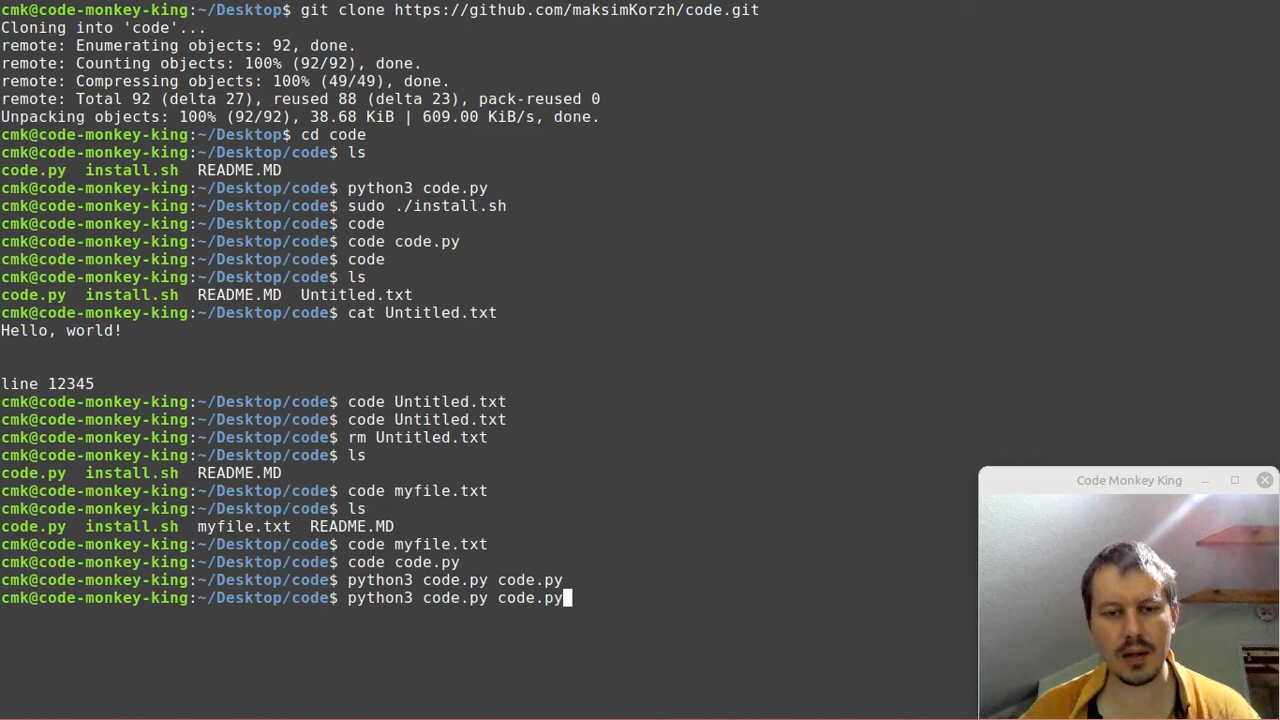 cmk@code-monkey-king:~/Desktop$ git clone https://github.com/maksimKorzh/code.git
Cloning into 'code'...
remote: Enumerating objects: 92, done.
remote: Counting objects: 100% (92/92), done.
remote: Compressing objects: 100% (49/49), done.
remote: Total 92 (delta 27), reused 88 (delta 23), pack-reused 0
Unpacking objects: 100% (92/92), 38.68 KiB | 609.00 KiB/s, done.
cmk@code-monkey-king:~/Desktop$ cd code
cmk@code-monkey-king:~/Desktop/code$ ls
code.py  install.sh  README.MD
cmk@code-monkey-king:~/Desktop/code$ python3 code.py
cmk@code-monkey-king:~/Desktop/code$ sudo ./install.sh
cmk@code-monkey-king:~/Desktop/code$ code
cmk@code-monkey-king:~/Desktop/code$ code code.py
cmk@code-monkey-king:~/Desktop/code$ code
cmk@code-monkey-king:~/Desktop/code$ ls
code.py  install.sh  README.MD  Untitled.txt
cmk@code-monkey-king:~/Desktop/code$ cat Untitled.txt
Hello, world!
line 12345
cmk@code-monkey-king:~/Desktop/code$ code Untitled.txt
cmk@code-monkey-king:~/Desktop/code$ code Untitled.txt
cmk@code-monkey-king:~/Desktop/code$ rm Untitled.txt
cmk@code-monkey-king:~/Desktop/code$ ls
code.py  install.sh  README.MD
cmk@code-monkey-king:~/Desktop/code$ code myfile.txt
cmk@code-monkey-king:~/Desktop/code$ ls
code.py  install.sh  myfile.txt  README.MD
cmk@code-monkey-king:~/Desktop/code$ code myfile.txt
cmk@code-monkey-king:~/Desktop/code$ code code.py
cmk@code-monkey-king:~/Desktop/code$ python3 code.py code.py
cmk@code-monkey-king:~/Desktop/code$ python3 code.py code.py
Code Monkey King